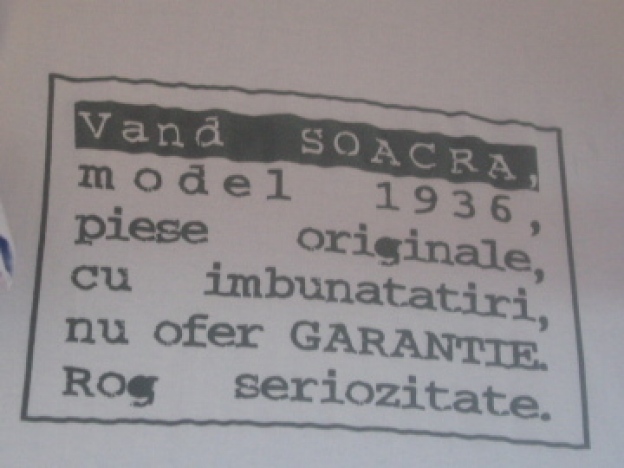 Vand SOACRA,
model 1936,
piese originale,
cu imbunatatiri,
nu ofer GARANTIE.
Rog seriozitate.